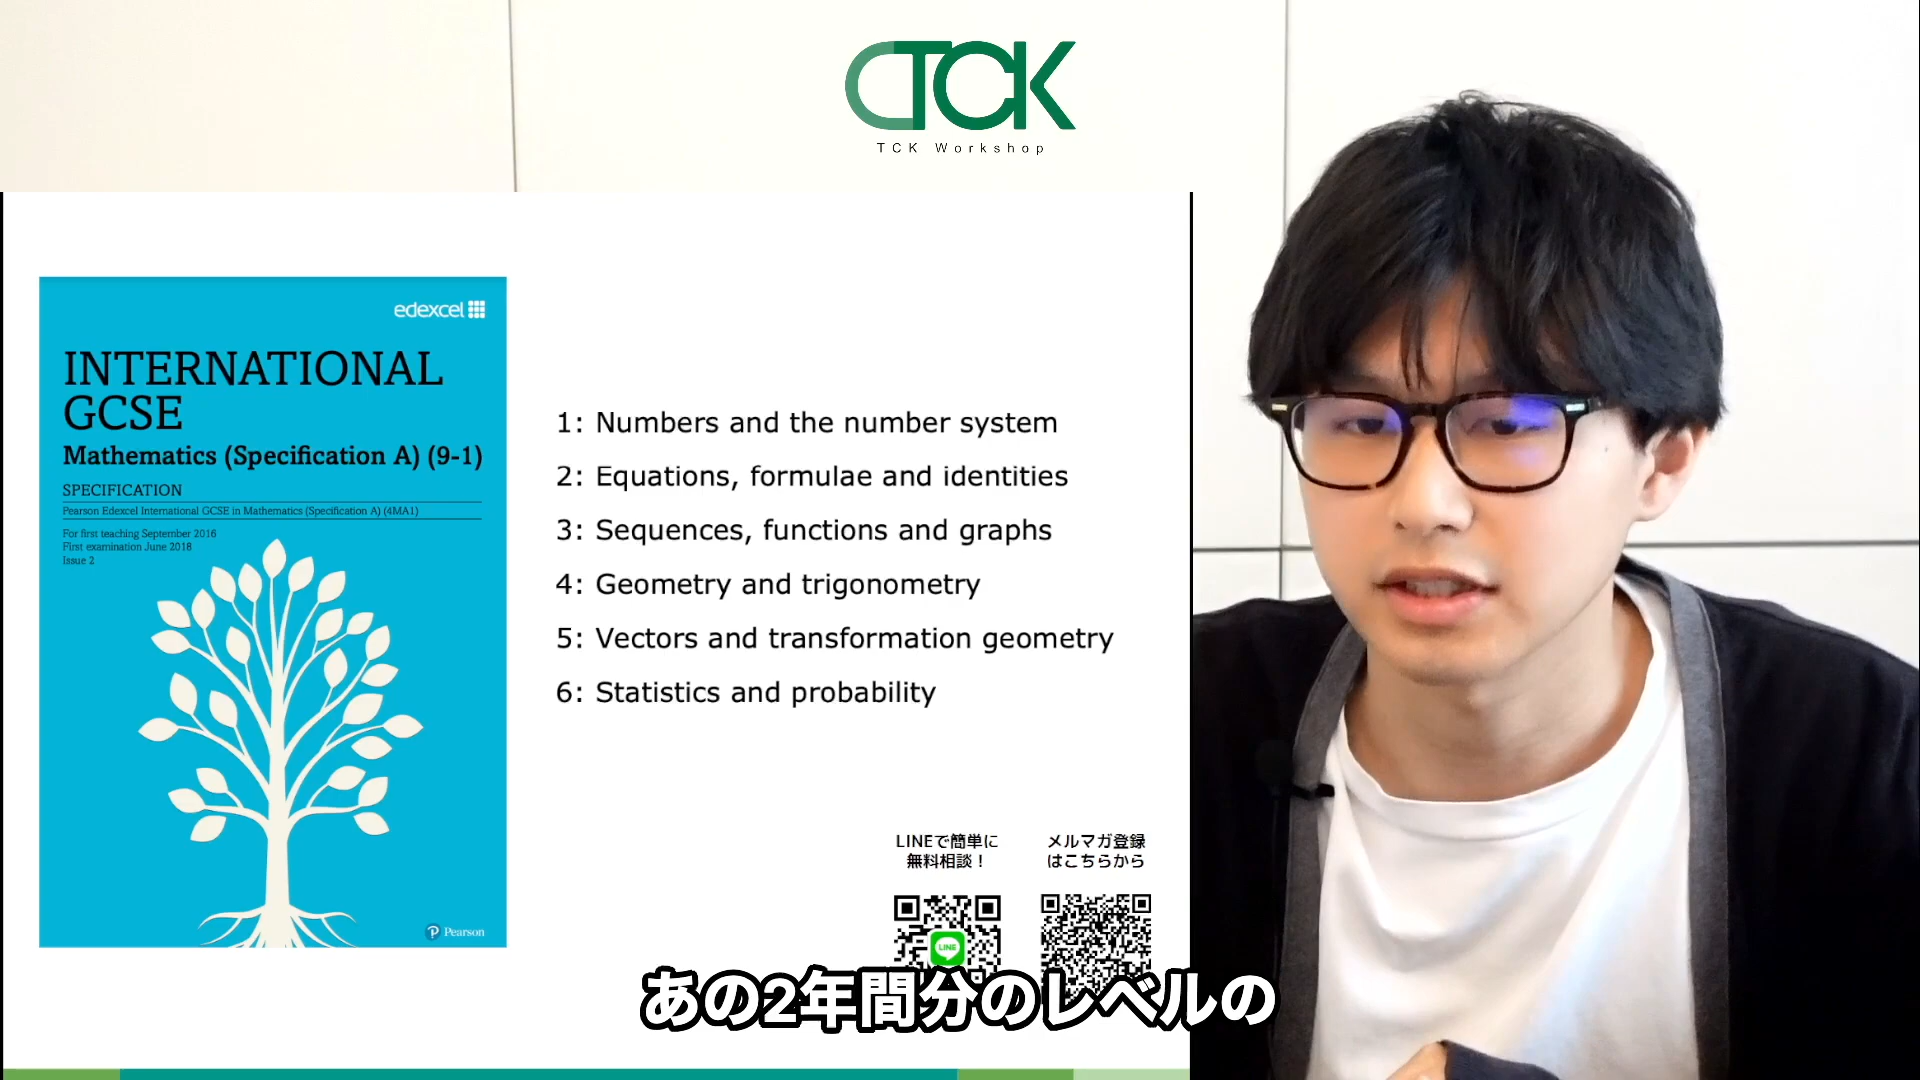 TCK
TCK Workshop
edexcel
INTERNATIONAL
GCSE
Mathematics (Specification A) (9-1)
SPECIFICATION
Pearson Edexcel International GCSE in Mathematics (Specification A) (4MA1)
For first teaching September 2016
First examination June 2018
Issue 2
Pearson
1: Numbers and the number system
2: Equations, formulae and identities
3: Sequences, functions and graphs
4: Geometry and trigonometry
5: Vectors and transformation geometry
6: Statistics and probability
LINEで簡単に
無料相談！
メルマガ登録
はこちらから
LINE
あの2年間分のレベルの